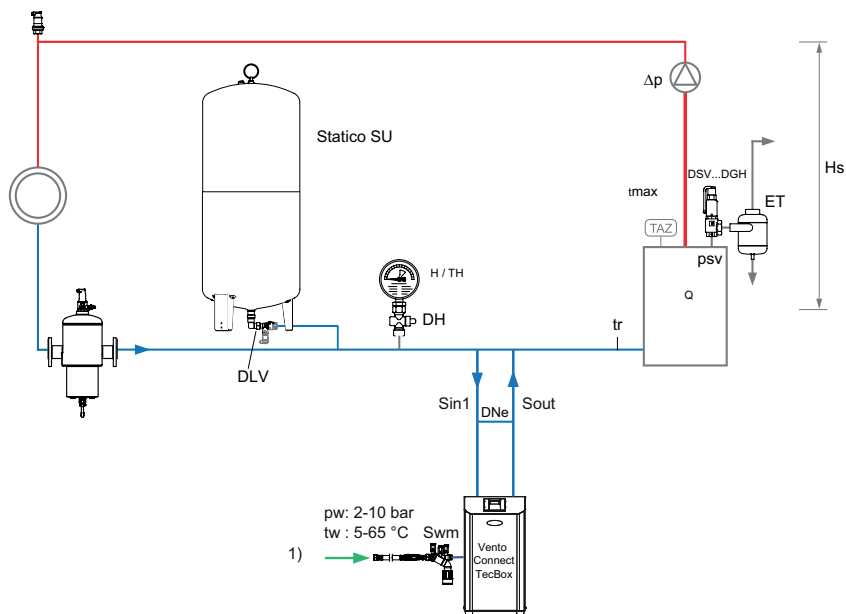 Δp
Statico SU
Hs
DSV...DGH
tmax
ET
TAZ
psv
H / TH
Q
DH
tr
DLV
Sin1
DNe
Sout
pw: 2-10 bar
tw : 5-65 °C
Swm
1)
Vento
Connect
TecBox